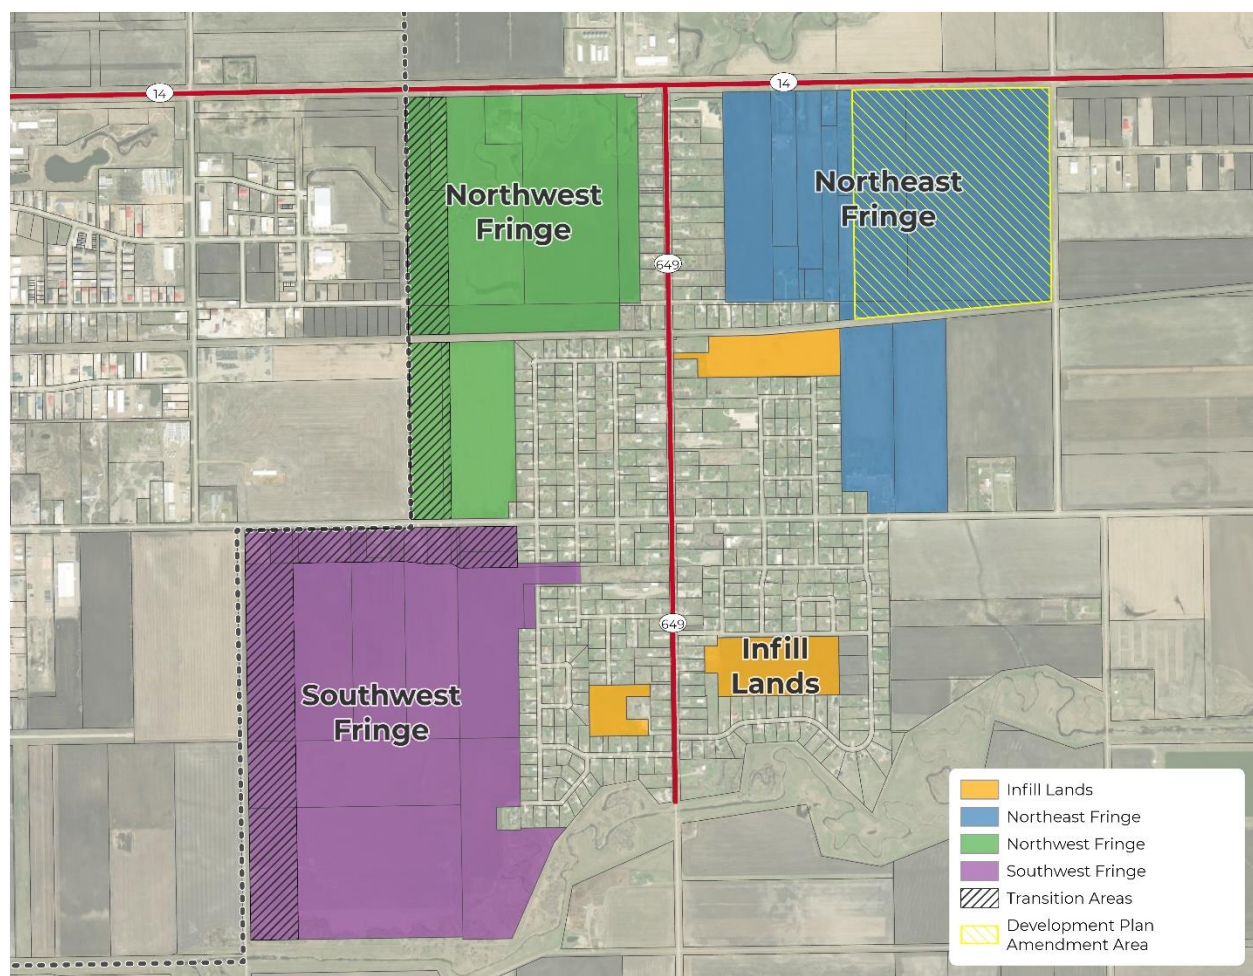 14
14
Northwest
Fringe
Northeast
Fringe
649
649
Infill
Lands
Southwest
Fringe
Infill Lands
Northeast Fringe
Northwest Fringe
Southwest Fringe
Transition Areas
Development Plan
Amendment Area